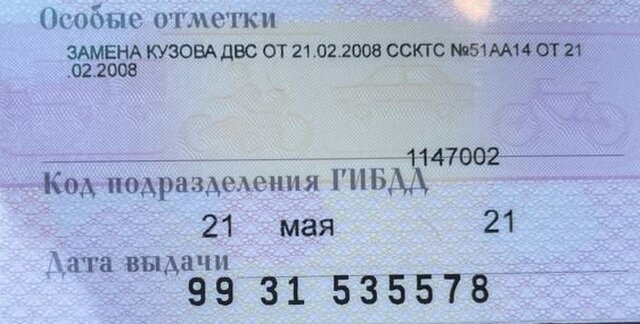 Особые отметки
ЗАМЕНА КУЗОВА ДВС ОТ 21.02.2008 ССКТС №51АА14 ОТ 21
.02.2008
1147002
Код подразделения ГИБДД
21 мая 21
Дата выдачи
99 31 535578